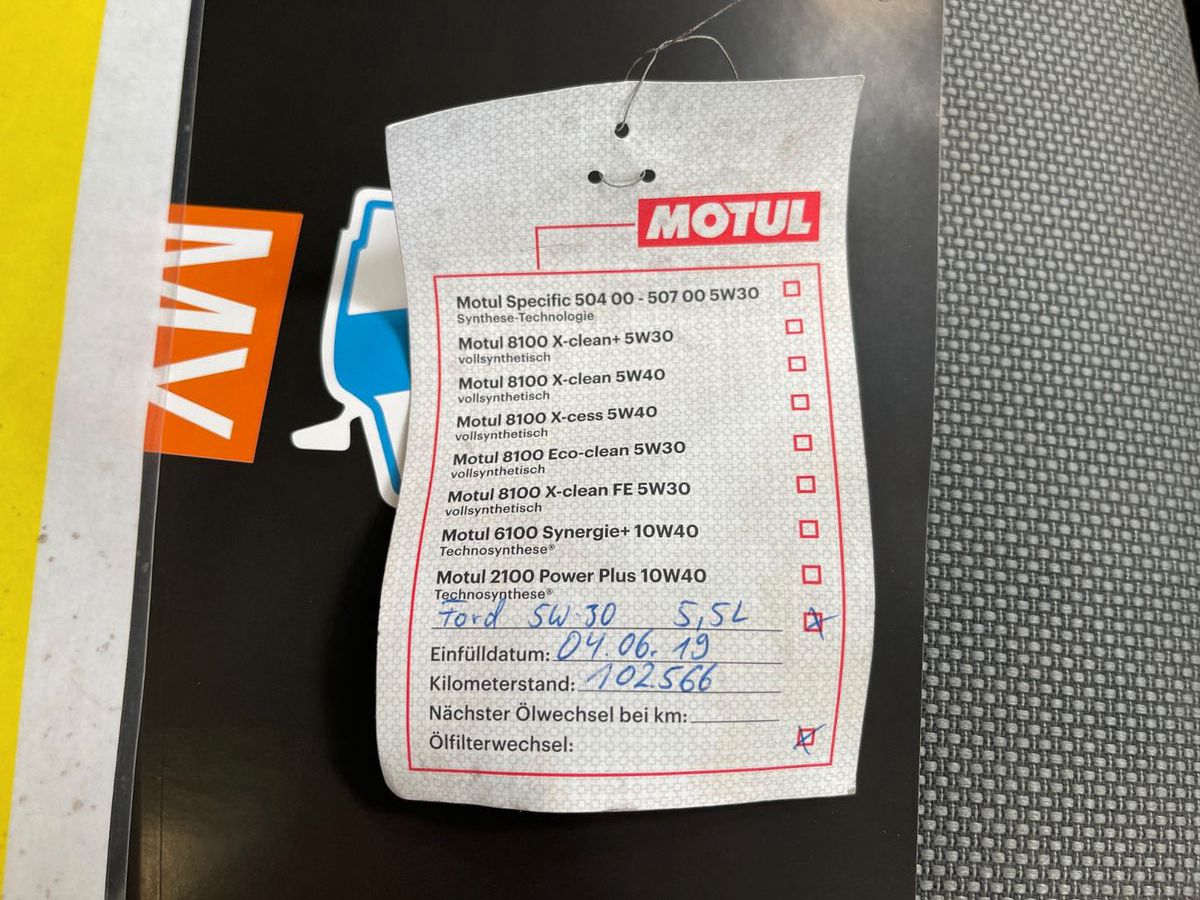 MOTUL
Motul Specific 504 00 - 507 00 5W30
Synthese-Technologie
Motul 8100 X-clean+ 5W30
vollsynthetisch
Motul 8100 X-clean 5W40
vollsynthetisch
Motul 8100 X-cess 5W40
vollsynthetisch
Motul 8100 Eco-clean 5W30
vollsynthetisch
Motul 8100 X-clean FE 5W30
vollsynthetisch
Motul 6100 Synergie+ 10W40
Technosynthese®
Motul 2100 Power Plus 10W40
Technosynthese®
Ford 5W-30 5,5L
Einfülldatum: 04.06.19
Kilometerstand: 102.566
Nächster Ölwechsel bei km:
Ölfilterwechsel: